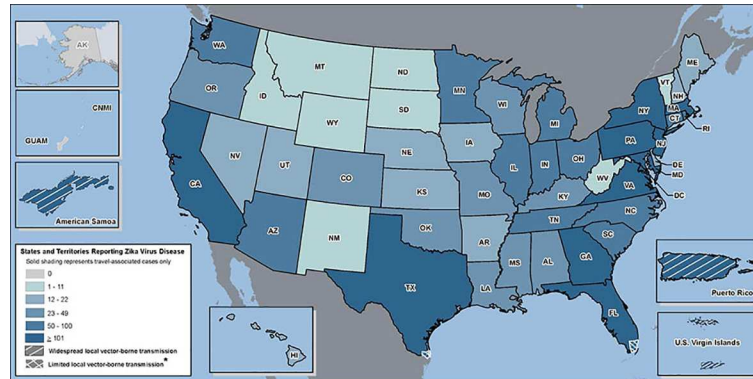 AK
CNMI
GUAM
American Samoa
States and Territories Reporting Zika Virus Disease
Solid shading represents travel-associated cases only
0
1 - 11
12 - 22
23 - 49
50 - 100
≥ 101
Widespread local vector-borne transmission
Limited local vector-borne transmission*
WA
MT
ND
MN
ME
VT
OR
ID
SD
WI
MI
NY
NH
MA
CT
RI
WY
NE
IA
PA
NJ
NV
UT
CO
IL
IN
OH
DE
MD
WV
VA
DC
CA
KS
MO
KY
AZ
NM
OK
AR
TN
NC
SC
TX
LA
MS
AL
GA
FL
HI
Puerto Rico
U.S. Virgin Islands